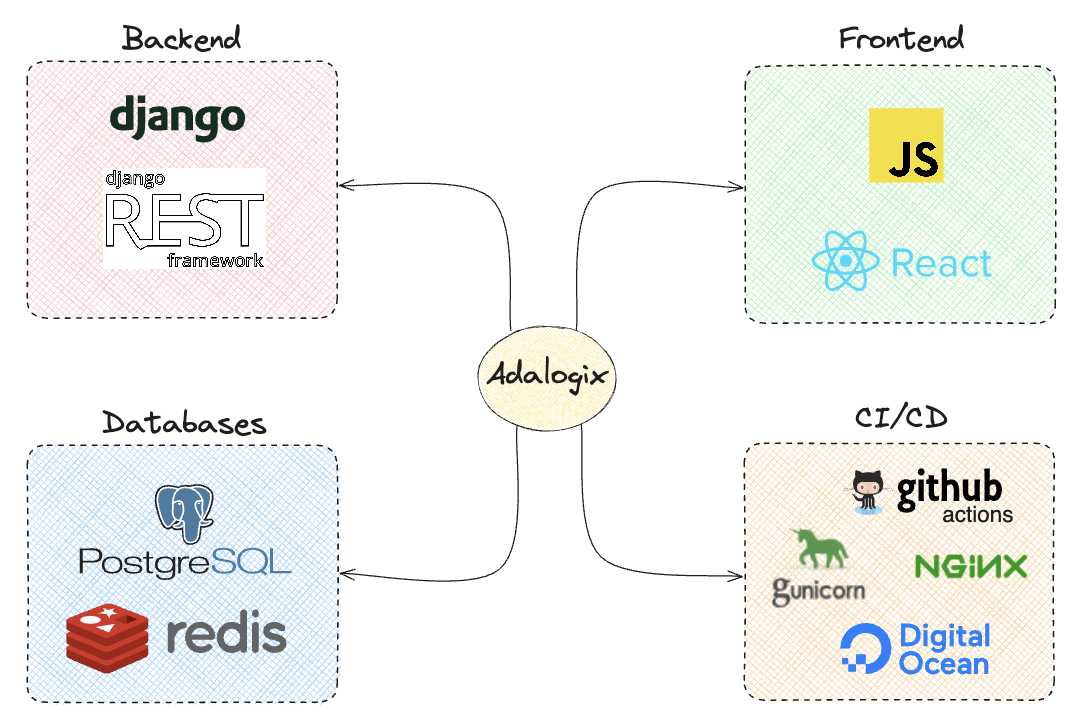 Backend
django
django
REST
framework
Frontend
JS
React
Adalogix
Databases
PostgreSQL
redis
CI/CD
github
actions
gunicorn
NGINX
Digital
Ocean